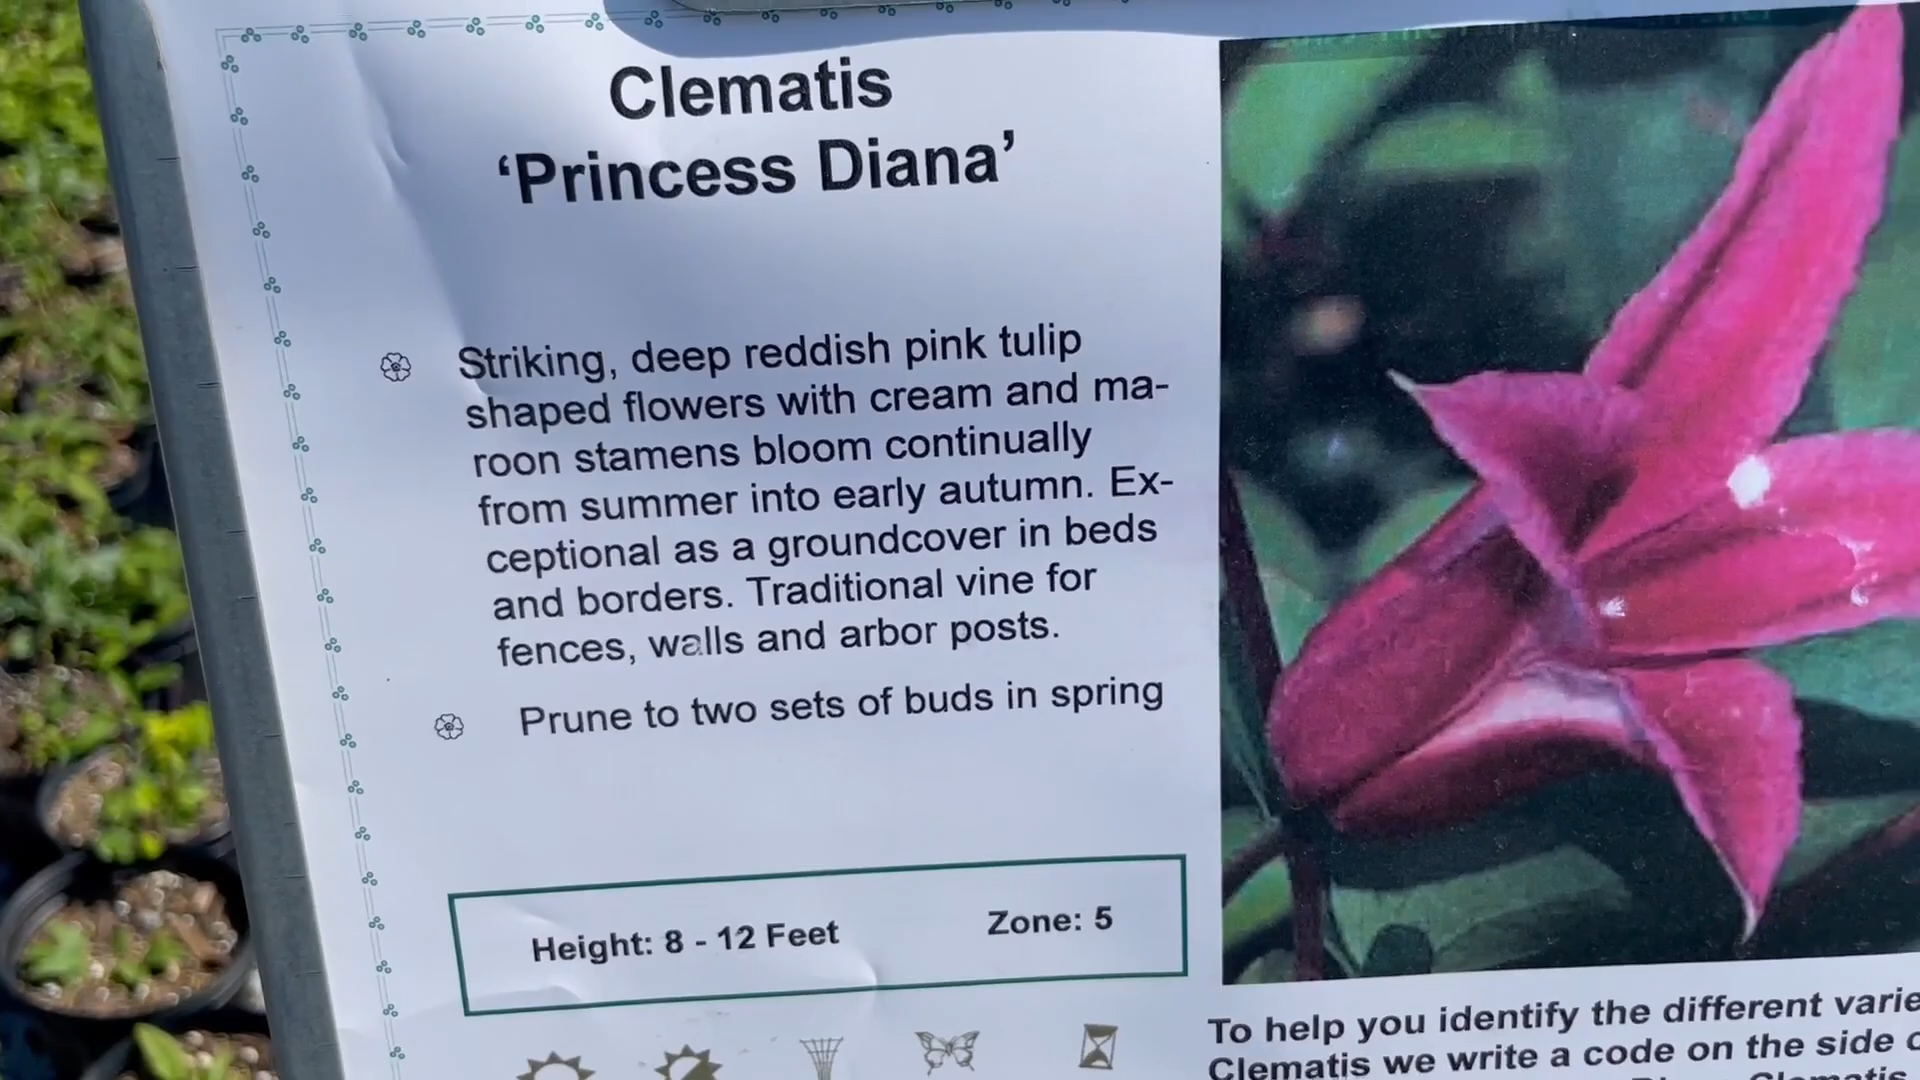 Clematis
‘Princess Diana’
Striking, deep reddish pink tulip
shaped flowers with cream and ma-
roon stamens bloom continually
from summer into early autumn. Ex-
ceptional as a groundcover in beds
and borders. Traditional vine for
fences, walls and arbor posts.
Prune to two sets of buds in spring
Height: 8 - 12 Feet Zone: 5
To help you identify the different
Clematis we write a code on the side
Clematis